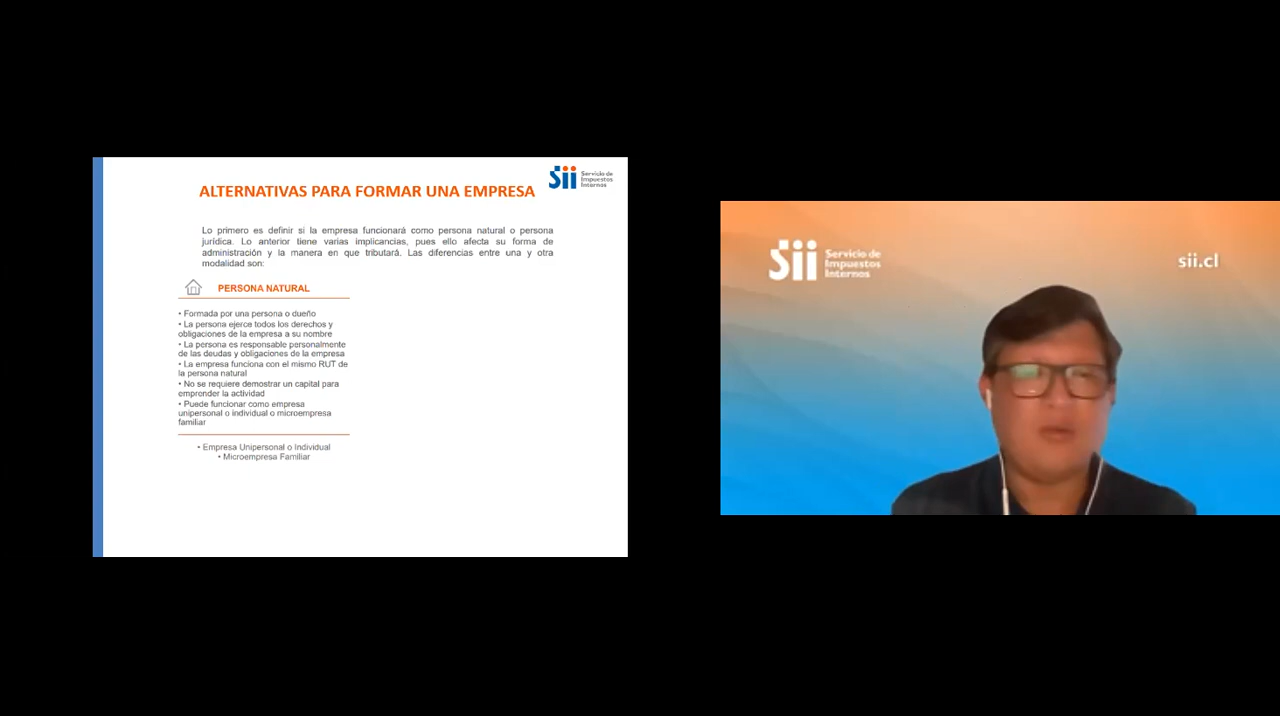 ALTERNATIVAS PARA FORMAR UNA EMPRESA
Sii Servicio de
Impuestos
Internos
Lo primero es definir si la empresa funcionará como persona natural o persona
jurídica. Lo anterior tiene varias implicancias, pues ello afecta su forma de
administración y la manera en que tributará. Las diferencias entre una y otra
modalidad son:
PERSONA NATURAL
• Formada por una persona o dueño
• La persona ejerce todos los derechos y
obligaciones de la empresa a su nombre
• La persona es responsable personalmente
de las deudas y obligaciones de la empresa
• La empresa funciona con el mismo RUT de
la persona natural
• No se requiere demostrar un capital para
emprender la actividad
• Puede funcionar como empresa
unipersonal o individual o microempresa
familiar
• Empresa Unipersonal o Individual
• Microempresa Familiar
Sii Servicio de
Impuestos
Internos
sii.cl